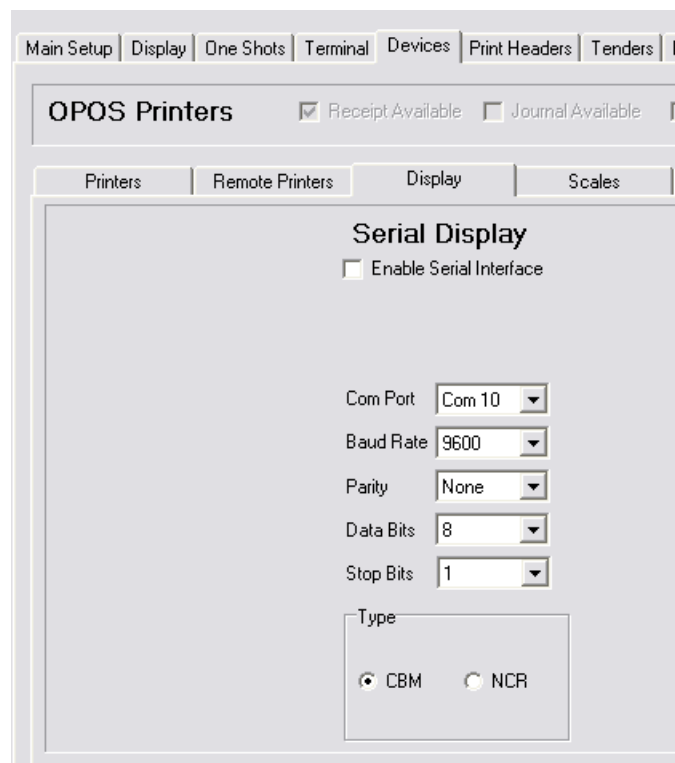 Main Setup Display One Shots Terminal Devices Print Headers Tenders
OPOS Printers Receipt Available Journal Available
Printers Remote Printers Display Scales
Serial Display
Enable Serial Interface
Com Port Com 10
Baud Rate 9600
Parity None
Data Bits 8
Stop Bits 1
Type
CBM NCR